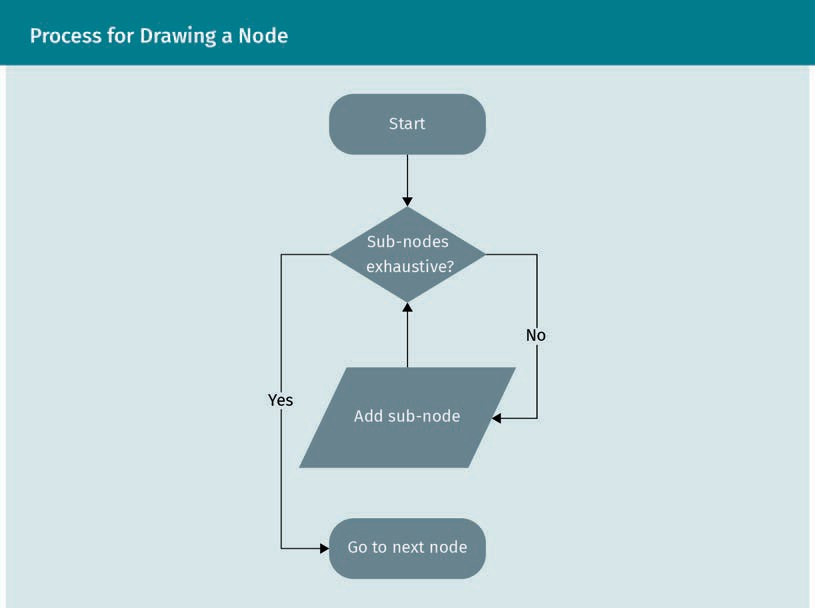 Process for Drawing a Node
Start
Sub-nodes
exhaustive?
No
Yes
Add sub-node
Go to next node